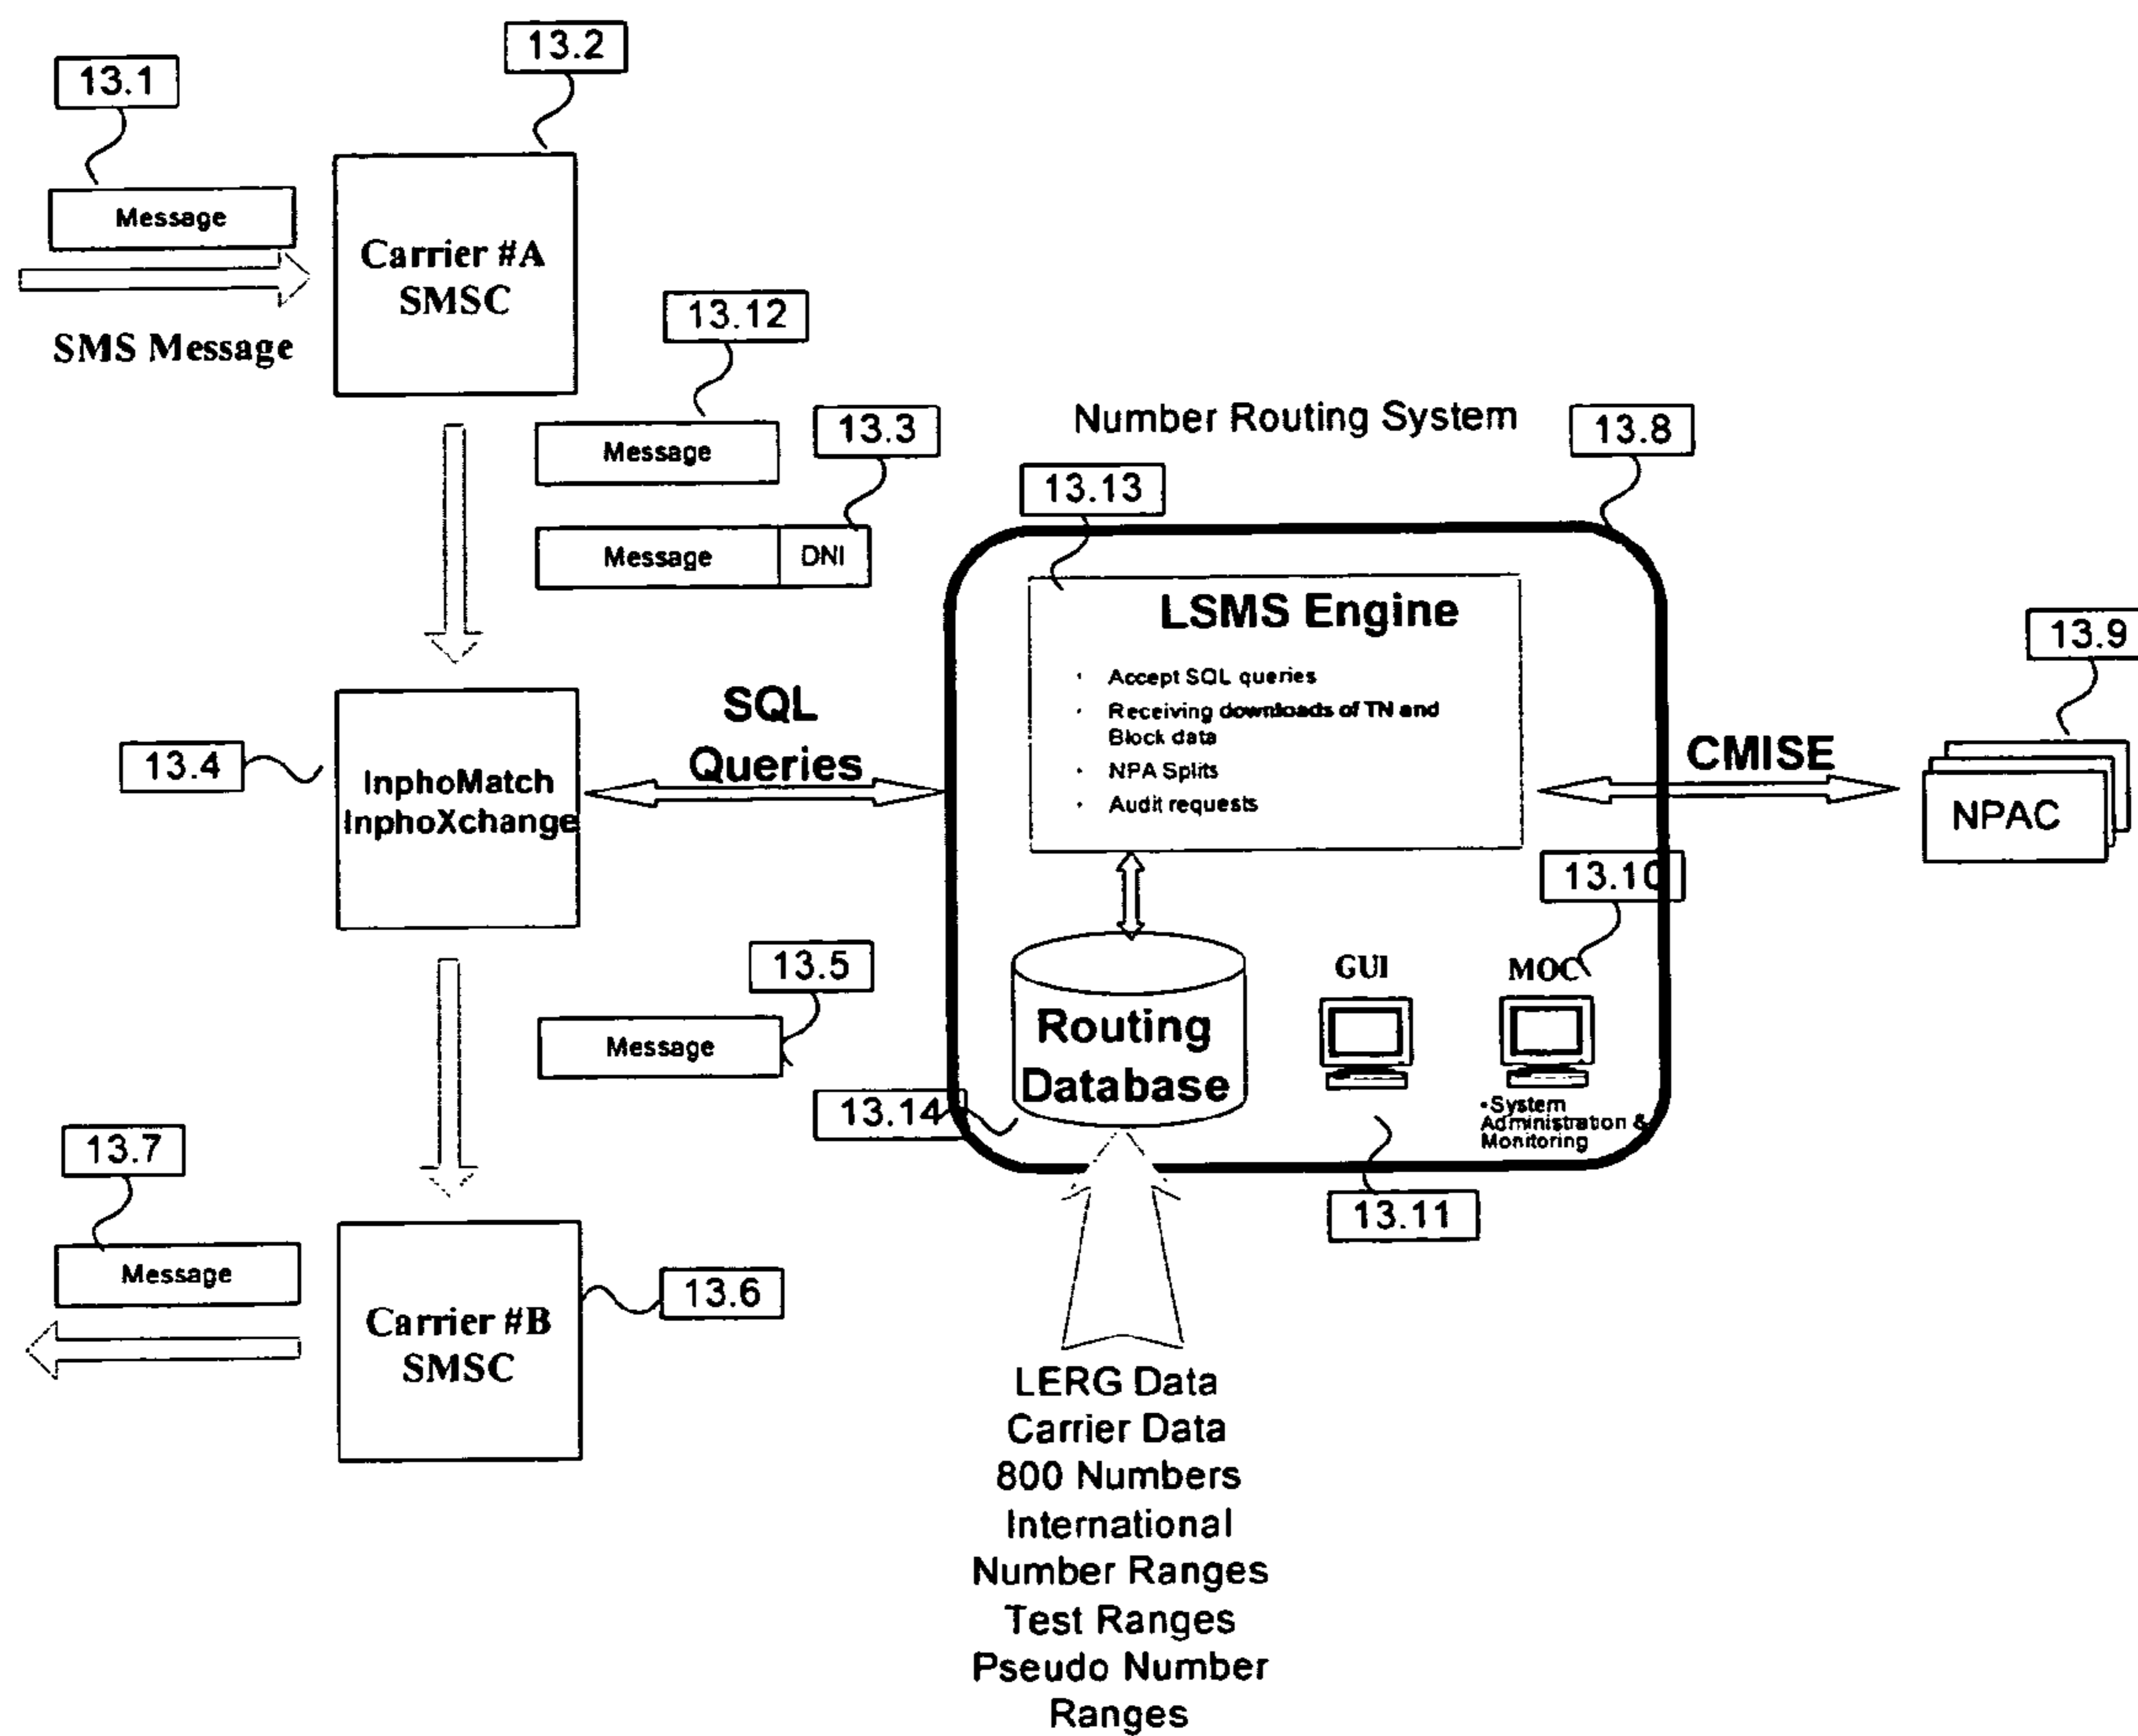 13.2
13.1
Message
Carrier #A
SMSC
SMS Message
13.12
Message
13.3
Message DNI
Number Routing System
13.8
13.13
LSMS Engine
· Accept SQL queries
· Receiving downloads of TN and
Block data
· NPA Splits
· Audit requests
13.9
SQL
Queries
13.4
InphoMatch
InphoXchange
CMISE
NPAC
13.10
13.5
Message
GUI
MOC
Routing
Database
13.14
•System
Administration &
Monitoring
13.11
13.7
Message
Carrier #B
SMSC
13.6
LERG Data
Carrier Data
800 Numbers
International
Number Ranges
Test Ranges
Pseudo Number
Ranges